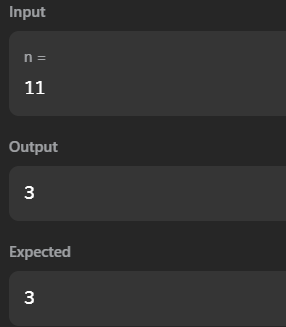 Input
n =
11
Output
3
Expected
3